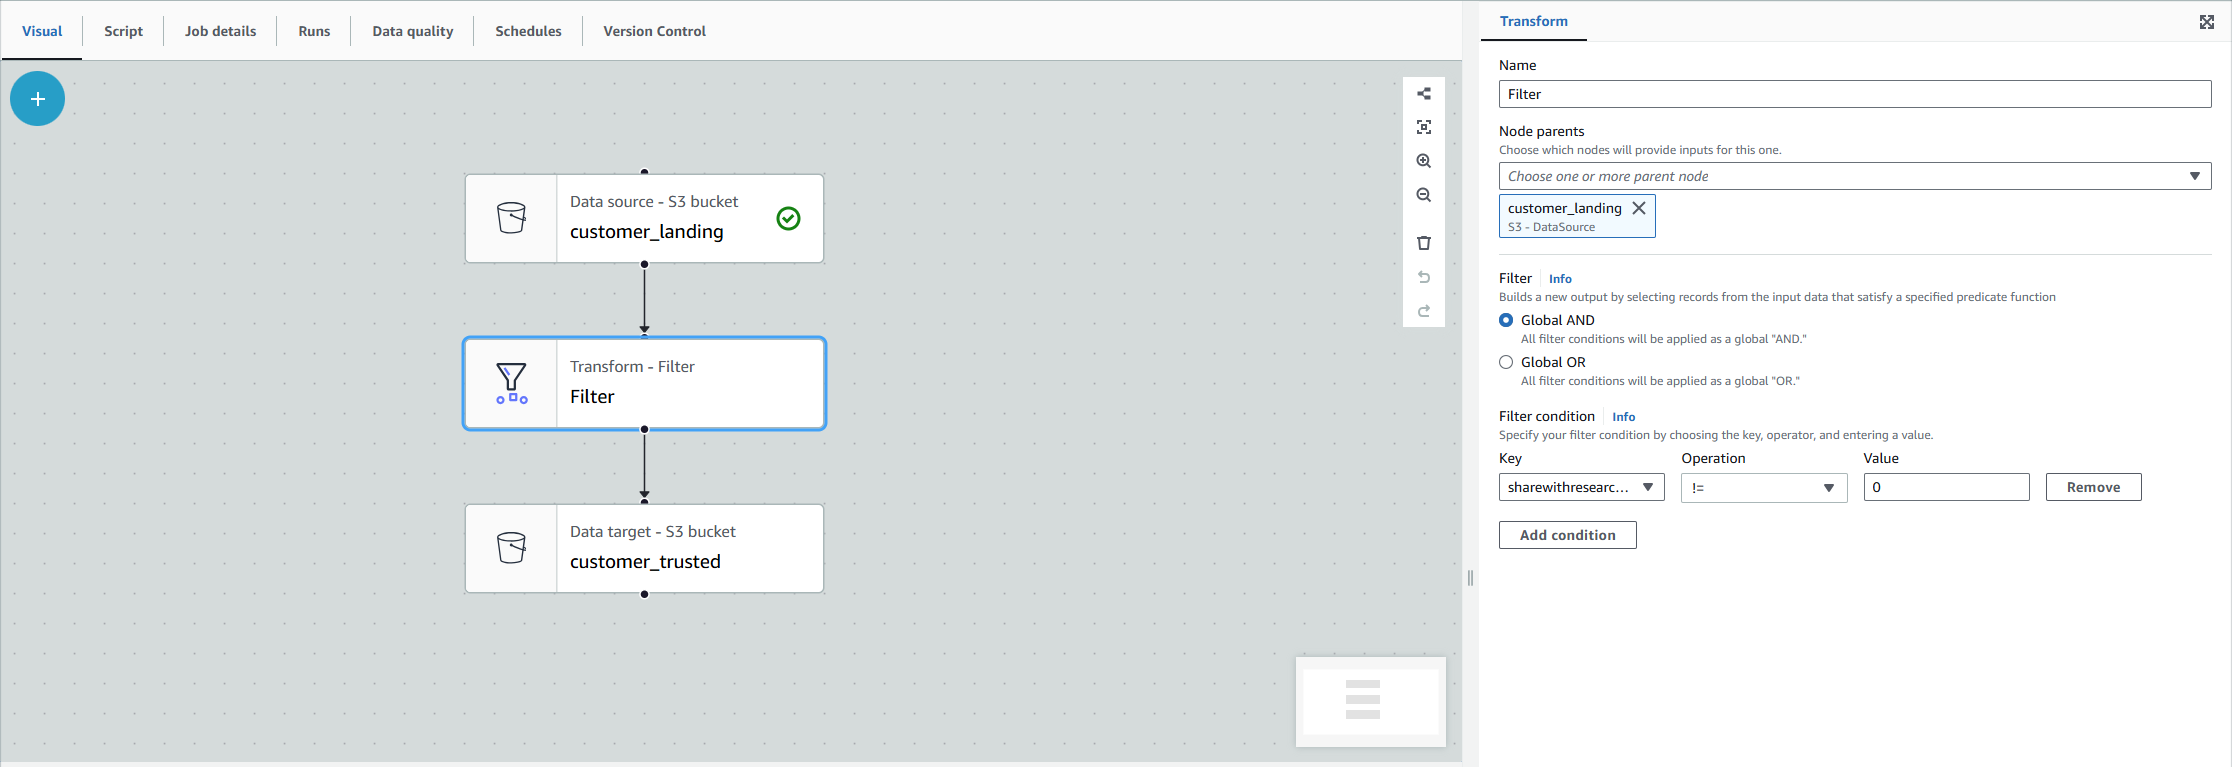 Visual
Script
Job details
Runs
Data quality
Schedules
Version Control
Data source - S3 bucket
customer_landing
Transform - Filter
Filter
Data target - S3 bucket
customer_trusted
Transform
Name
Filter
Node parents
Choose which nodes will provide inputs for this one.
Choose one or more parent node
customer_landing
S3 - DataSource
Filter Info
Builds a new output by selecting records from the input data that satisfy a specified predicate function
Global AND
All filter conditions will be applied as a global "AND."
Global OR
All filter conditions will be applied as a global "OR."
Filter condition Info
Specify your filter condition by choosing the key, operator, and entering a value.
Key Operation Value
sharewithresearc... != 0 Remove
Add condition